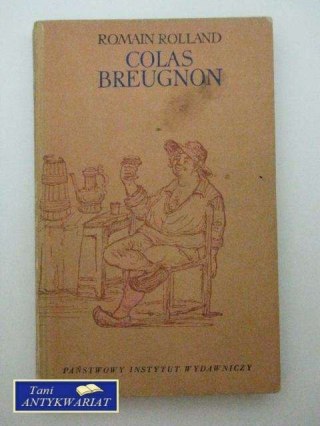 ROMAIN ROLLAND
COLAS
BREUGNON
PAŃSTWOWY INSTYTUT WYDAWNICZY
Tani
ANTYKWARIAT